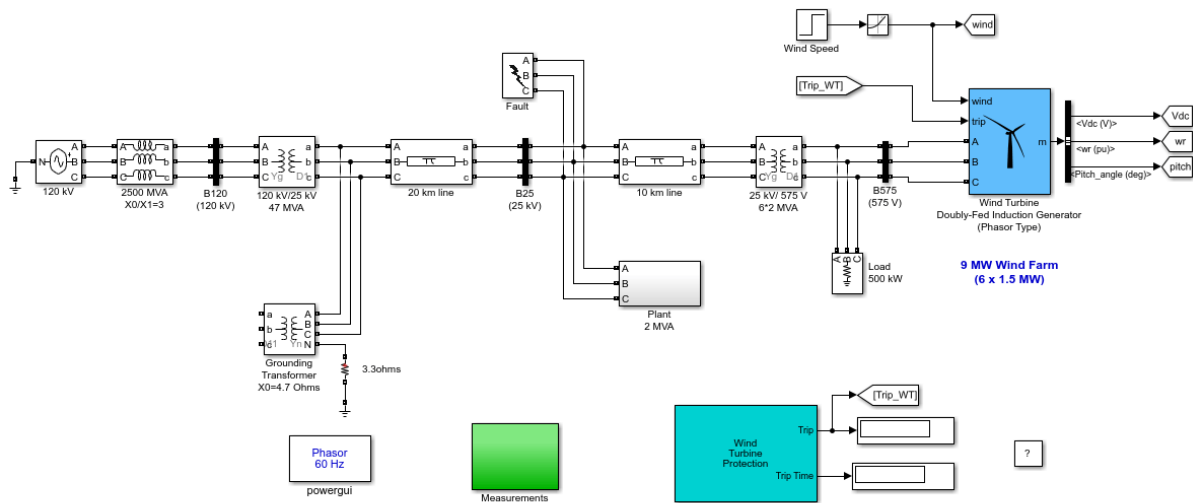 Wind Speed
wind
[Trip_WT]
wind
trip
A
B
C
m
<Vdc (V)>
<wr (pu)>
<Pitch_angle (deg)>
Vdc
wr
pitch
Wind Turbine
Doubly-Fed Induction Generator
(Phasor Type)
9 MW Wind Farm
(6 x 1.5 MW)
A
B
C
Fault
N
A
B
C
120 kV
A
B
C
a
b
c
2500 MVA
X0/X1=3
B120
(120 kV)
A
B
C
a
b
c
Yg
120 kV/25 kV
47 MVA
A
B
C
a
b
c
20 km line
B25
(25 kV)
A
B
C
a
b
c
10 km line
A
B
C
a
b
c
Yg
25 kV/ 575 V
6*2 MVA
B575
(575 V)
A
B
C
Load
500 kW
A
B
C
Plant
2 MVA
a
b
A
B
C
N
Yn
Grounding
Transformer
X0=4.7 Ohms
3.3ohms
Phasor
60 Hz
powergui
Measurements
Wind
Turbine
Protection
Trip
Trip Time
[Trip_WT]
?